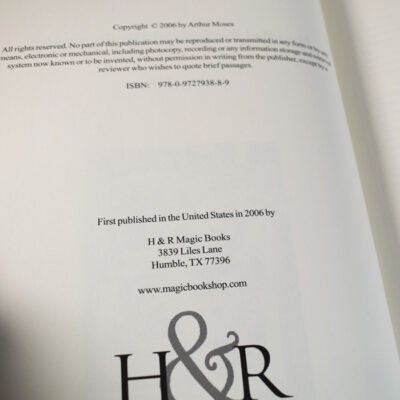 Copyright © 2006 by Arthur Moses
All rights reserved. No part of this publication may be reproduced or transmitted in any form or by any
means, electronic or mechanical, including photocopy, recording or any information storage and retrieval
system now known or to be invented, without permission in writing from the publisher, except by a
reviewer who wishes to quote brief passages.
ISBN: 978-0-9727938-8-9
First published in the United States in 2006 by
H & R Magic Books
3839 Liles Lane
Humble, TX 77396
www.magicbookshop.com
H&R